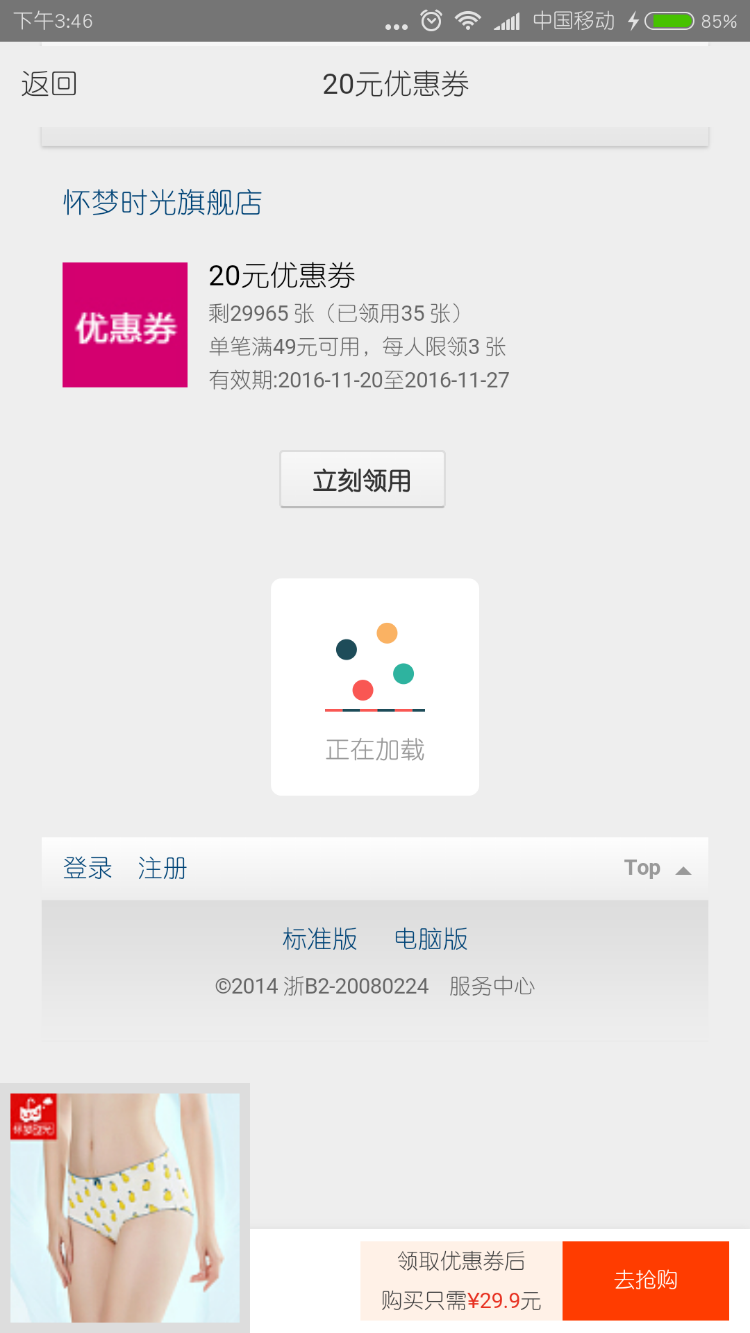 下午3:46
... 中国移动 85%
返回
20元优惠券
怀梦时光旗舰店
优惠券
20元优惠券
剩29965 张（已领用35 张）
单笔满49元可用，每人限领3 张
有效期:2016-11-20至2016-11-27
立刻领用
正在加载
登录 注册 Top
标准版 电脑版
©2014 浙B2-20080224 服务中心
怀梦时光
领取优惠券后
购买只需¥29.9元
去抢购